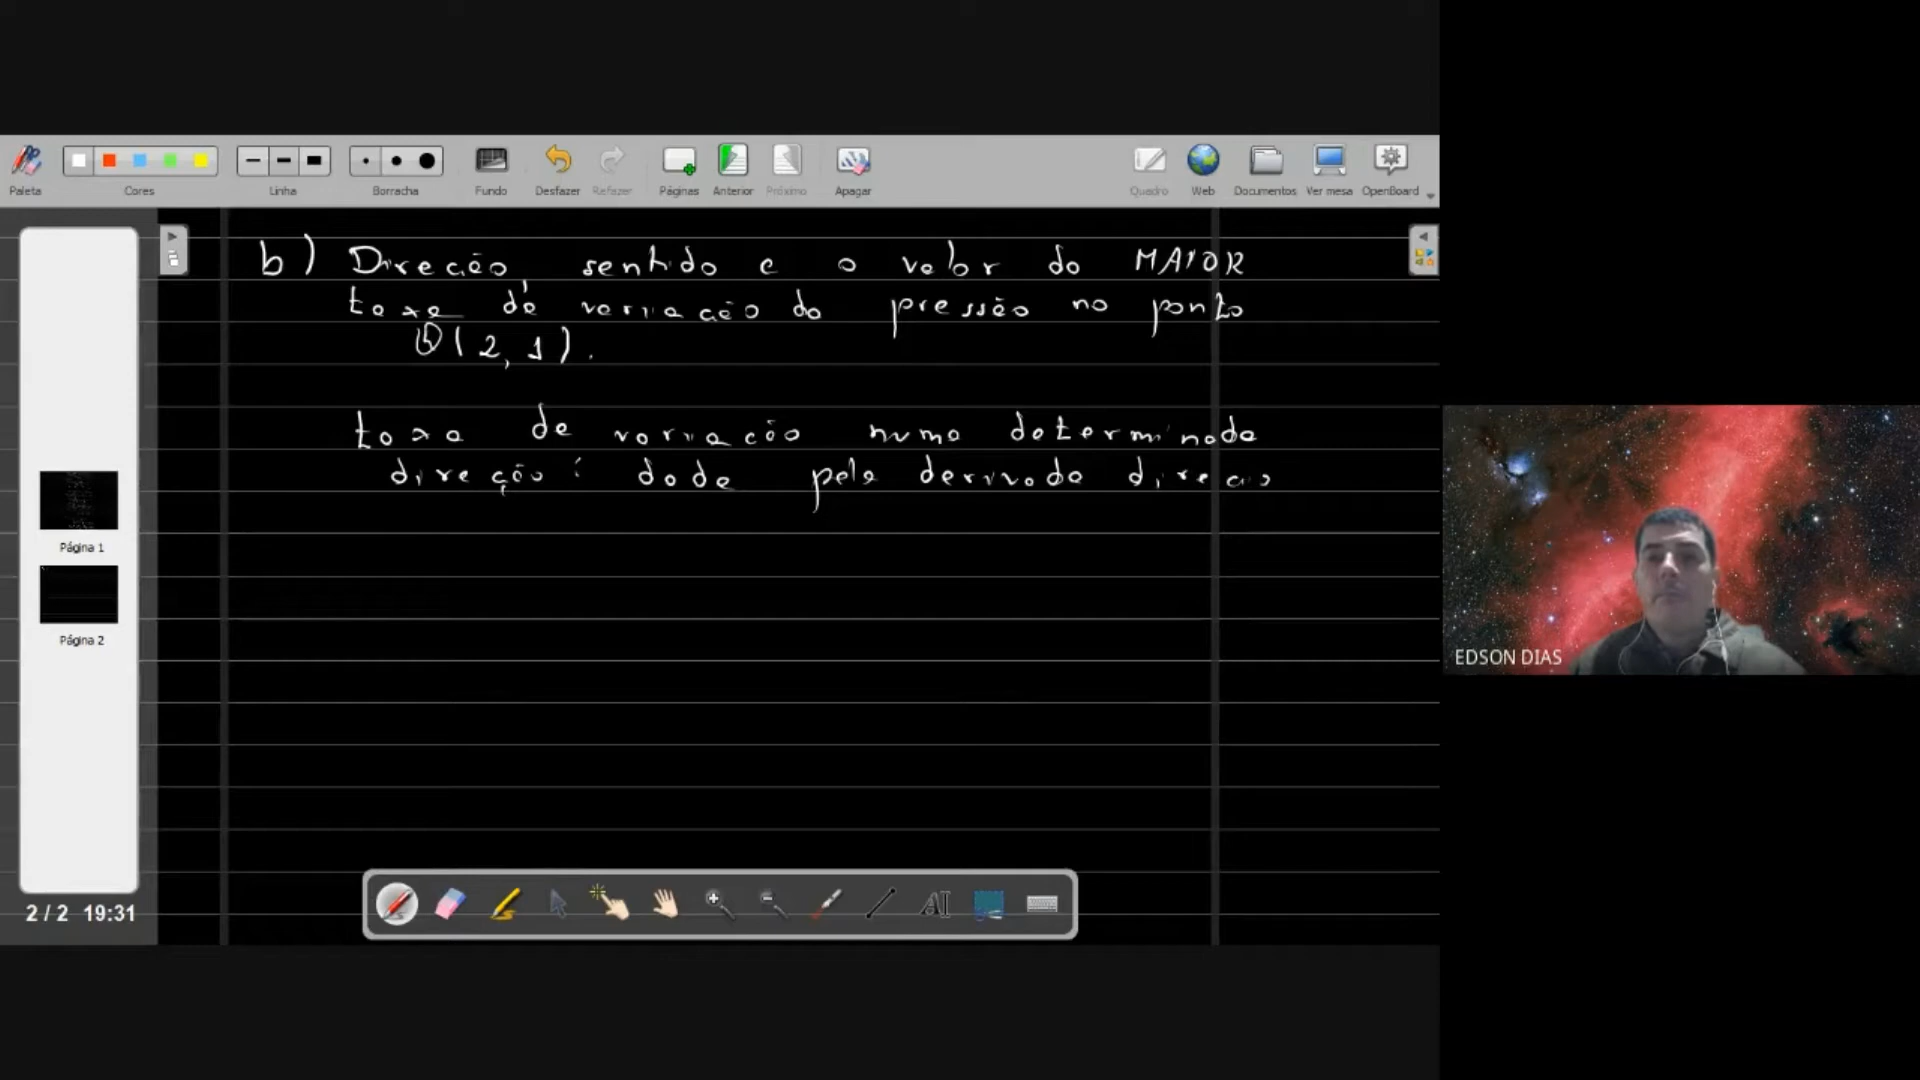 Paleta Cores Linha Borracha Fundo Desfazer Refazer Páginas Anterior Próximo Apagar Quadro Web Documentos Ver mesa OpenBoard
b) Direção, sentido e o valor da MAIOR
taxa de variação da pressão no ponto
(2, 1).
taxa de variação numa determinada
direção: dada pela derivada
Página 1
Página 2
2 / 2 19:31
AI
EDSON DIAS